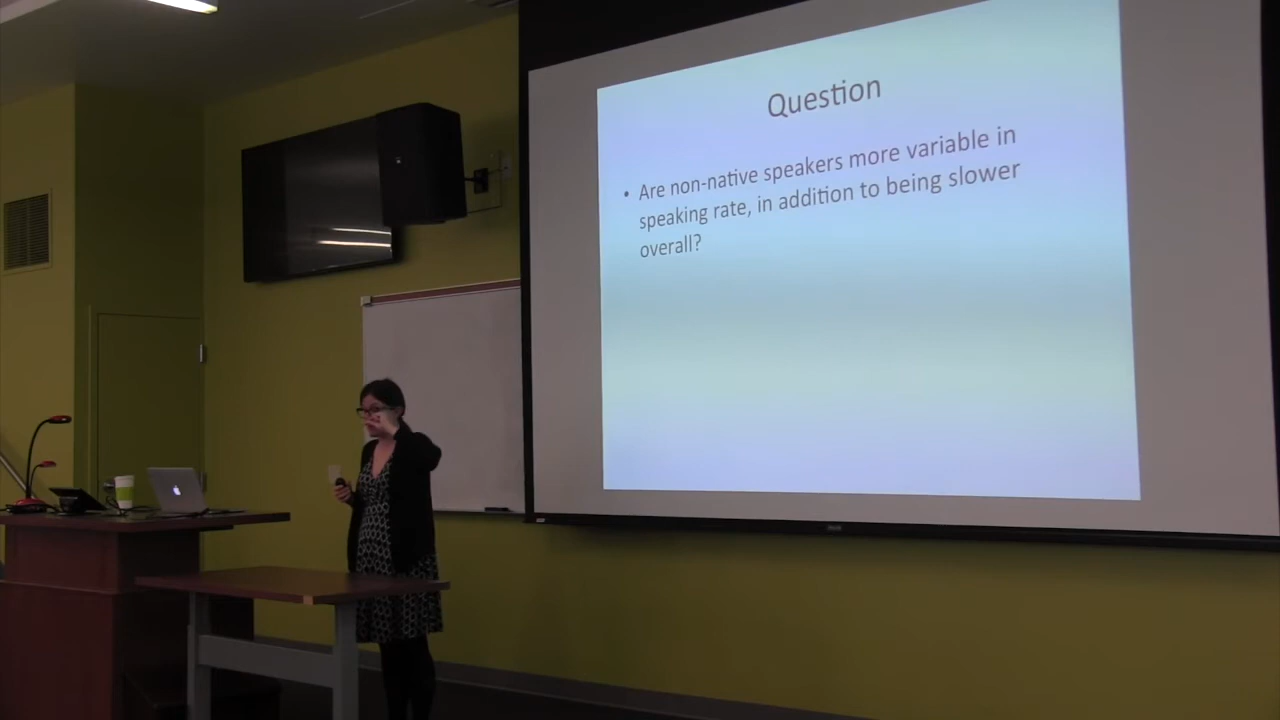 Question
• Are non-native speakers more variable in
speaking rate, in addition to being slower
overall?